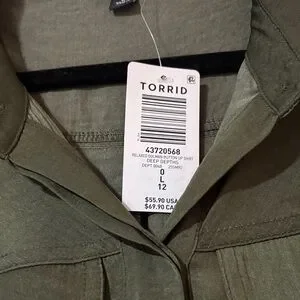 TORRID
43720568
RELAXED DOLMAN BUTTON UP SHIRT
DEEP DEPTHS
0
L
12
$55.90 USA
$69.90 CAN